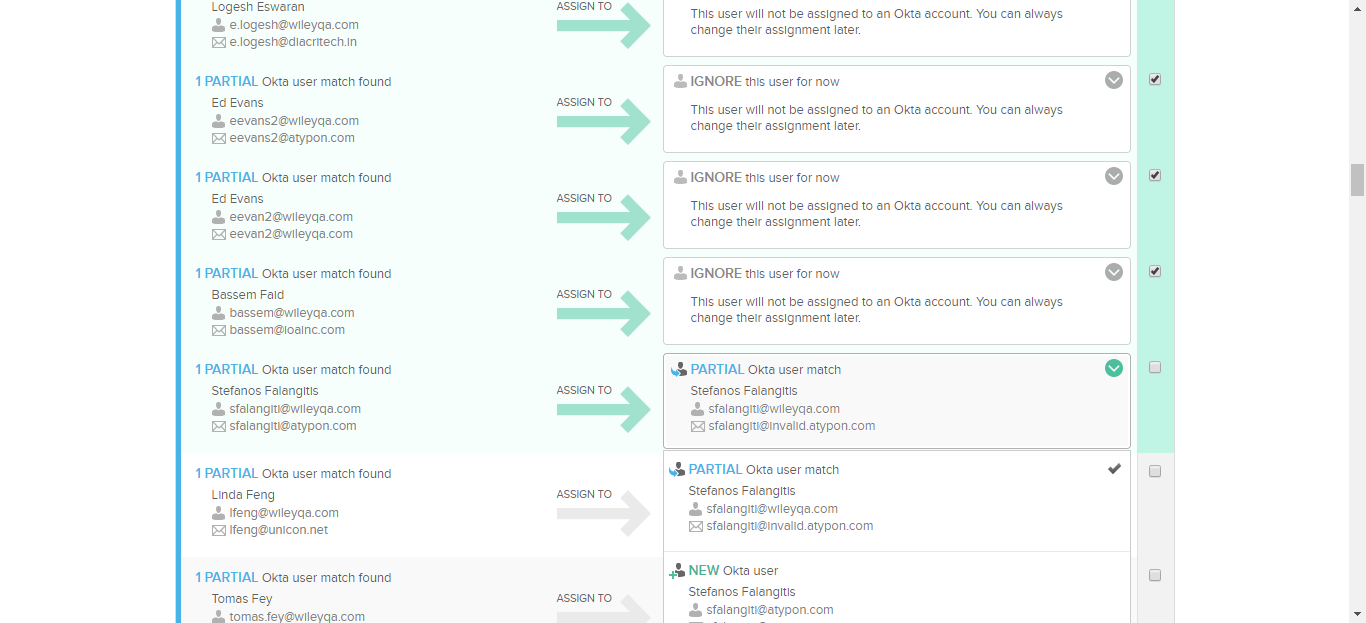 Logesh Eswaran
e.logesh@wileyqa.com
e.logesh@diacritech.in
ASSIGN TO
This user will not be assigned to an Okta account. You can always
change their assignment later.
1 PARTIAL Okta user match found
Ed Evans
eevans2@wileyqa.com
eevans2@atypon.com
ASSIGN TO
IGNORE this user for now
This user will not be assigned to an Okta account. You can always
change their assignment later.
1 PARTIAL Okta user match found
Ed Evans
eevan2@wileyqa.com
eevan2@wileyqa.com
ASSIGN TO
IGNORE this user for now
This user will not be assigned to an Okta account. You can always
change their assignment later.
1 PARTIAL Okta user match found
Bassem Faid
bassem@wileyqa.com
bassem@ioainc.com
ASSIGN TO
IGNORE this user for now
This user will not be assigned to an Okta account. You can always
change their assignment later.
1 PARTIAL Okta user match found
Stefanos Falangitis
sfalangiti@wileyqa.com
sfalangiti@atypon.com
ASSIGN TO
PARTIAL Okta user match
Stefanos Falangitis
sfalangiti@wileyqa.com
sfalangiti@invalid.atypon.com
1 PARTIAL Okta user match found
Linda Feng
lfeng@wileyqa.com
lfeng@unicon.net
ASSIGN TO
PARTIAL Okta user match
Stefanos Falangitis
sfalangiti@wileyqa.com
sfalangiti@invalid.atypon.com
1 PARTIAL Okta user match found
Tomas Fey
tomas.fey@wileyqa.com
ASSIGN TO
NEW Okta user
Stefanos Falangitis
sfalangiti@atypon.com